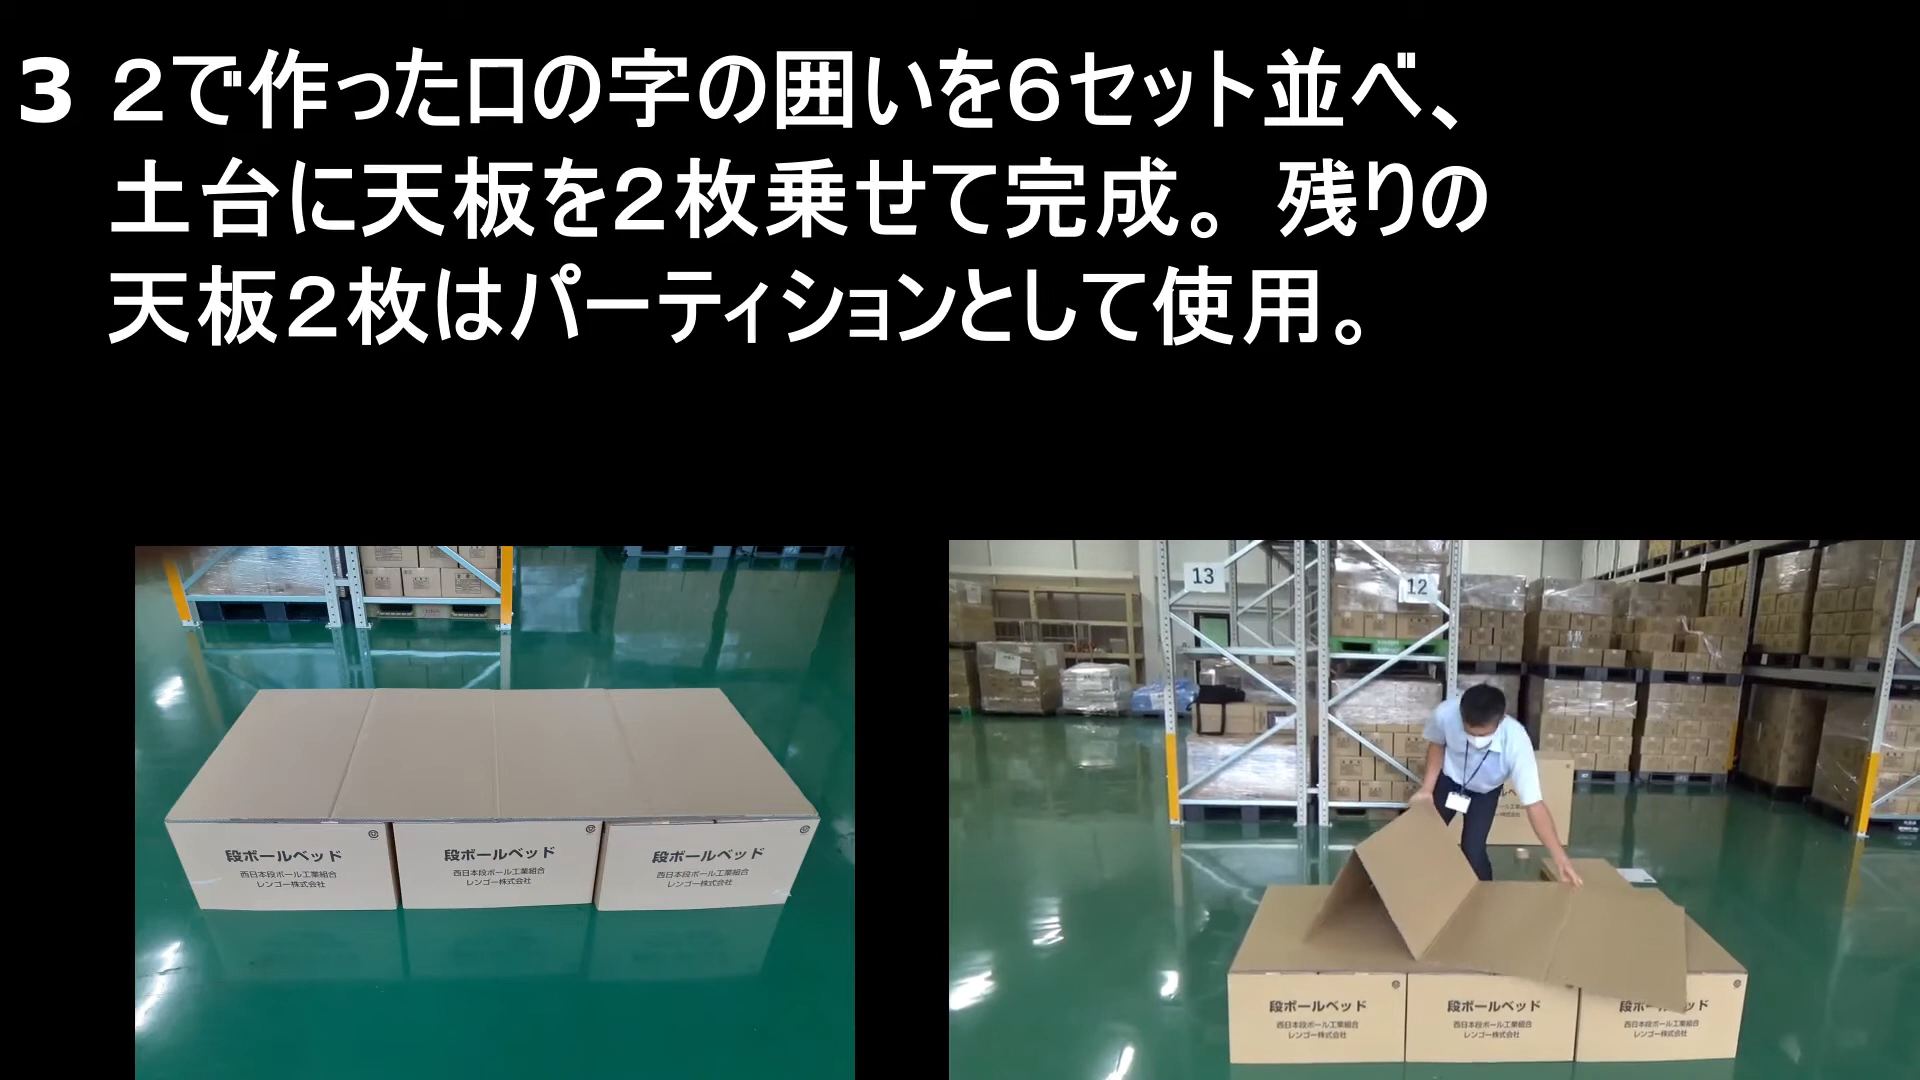 3 2で作ったロの字の囲いを6セット並べ、
土台に天板を2枚乗せて完成。残りの
天板2枚はパーティションとして使用。
段ボールベッド
西日本段ボール工業組合
レンゴー株式会社
段ボールベッド
西日本段ボール工業組合
レンゴー株式会社
段ボールベッド
西日本段ボール工業組合
レンゴー株式会社
13
12
段ボールベッド
西日本段ボール工業組合
レンゴー株式会社
段ボールベッド
西日本段ボール工業組合
レンゴー株式会社
段ボ ッド
西日本段ボール工業組合
レンゴー株式会社